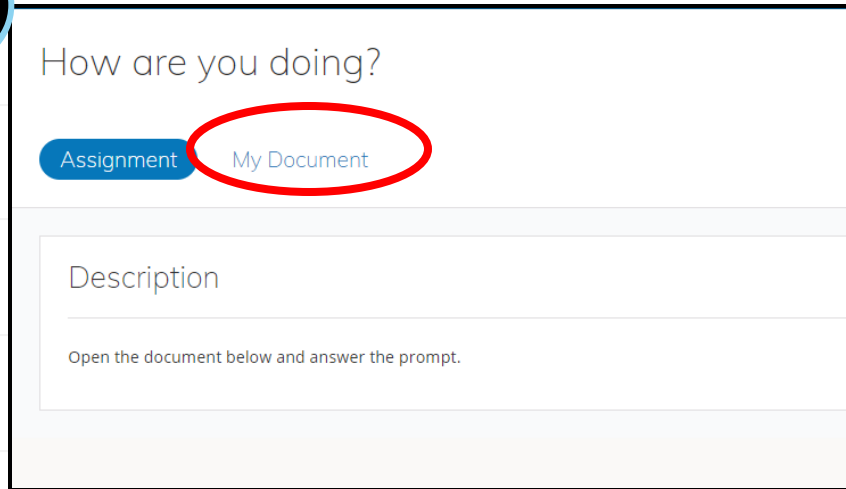 How are you doing?
Assignment My Document
Description
Open the document below and answer the prompt.